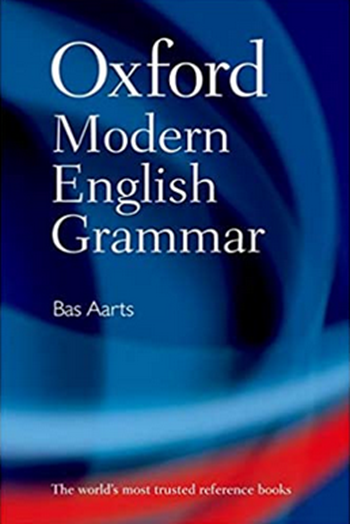 Oxford
Modern
English
Grammar
Bas Aarts
The world's most trusted reference books